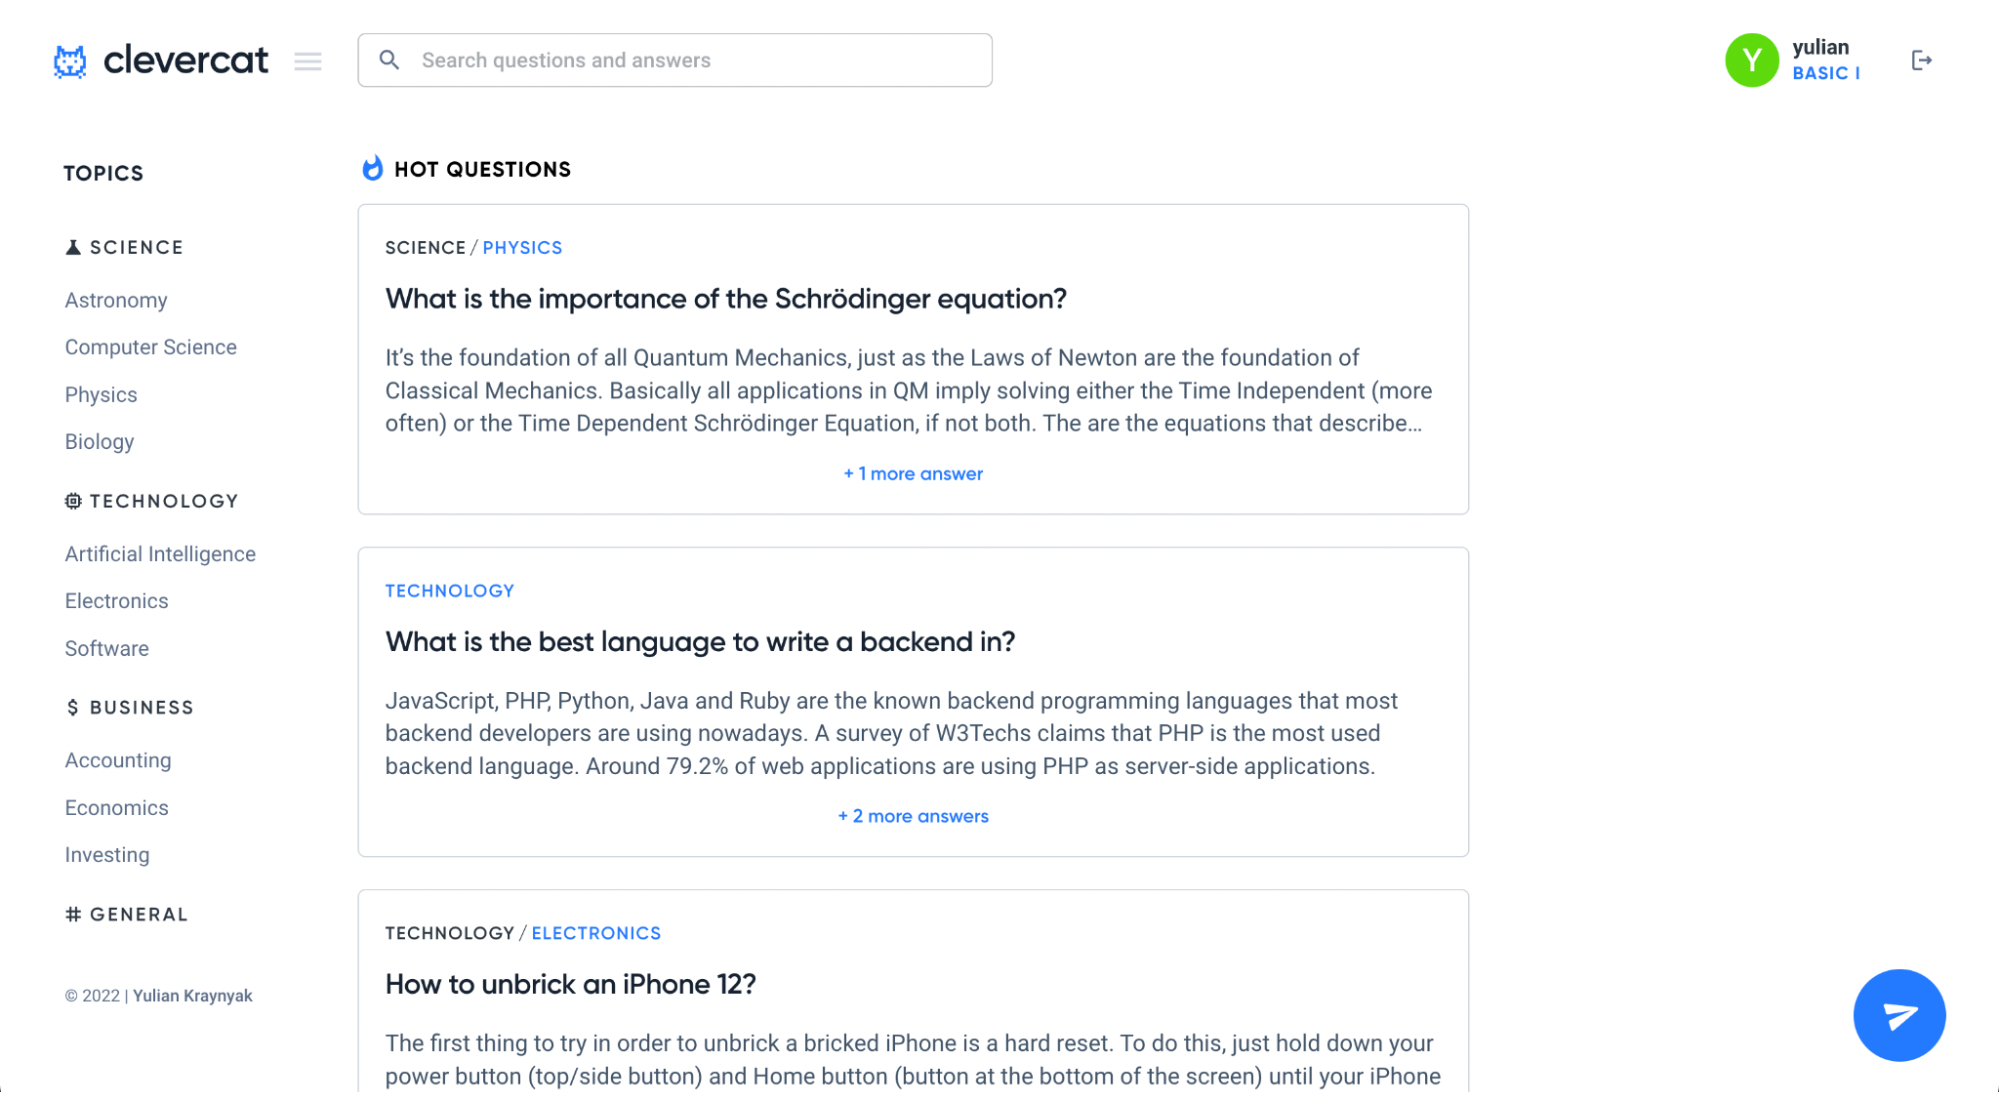 clevercat
Search questions and answers
Y
yulian
BASIC I
TOPICS
SCIENCE
Astronomy
Computer Science
Physics
Biology
TECHNOLOGY
Artificial Intelligence
Electronics
Software
$ BUSINESS
Accounting
Economics
Investing
# GENERAL
© 2022 | Yulian Kraynyak
HOT QUESTIONS
SCIENCE / PHYSICS
What is the importance of the Schrödinger equation?
It’s the foundation of all Quantum Mechanics, just as the Laws of Newton are the foundation of
Classical Mechanics. Basically all applications in QM imply solving either the Time Independent (more
often) or the Time Dependent Schrödinger Equation, if not both. The are the equations that describe…
+ 1 more answer
TECHNOLOGY
What is the best language to write a backend in?
JavaScript, PHP, Python, Java and Ruby are the known backend programming languages that most
backend developers are using nowadays. A survey of W3Techs claims that PHP is the most used
backend language. Around 79.2% of web applications are using PHP as server-side applications.
+ 2 more answers
TECHNOLOGY / ELECTRONICS
How to unbrick an iPhone 12?
The first thing to try in order to unbrick a bricked iPhone is a hard reset. To do this, just hold down your
power button (top/side button) and Home button (button at the bottom of the screen) until your iPhone